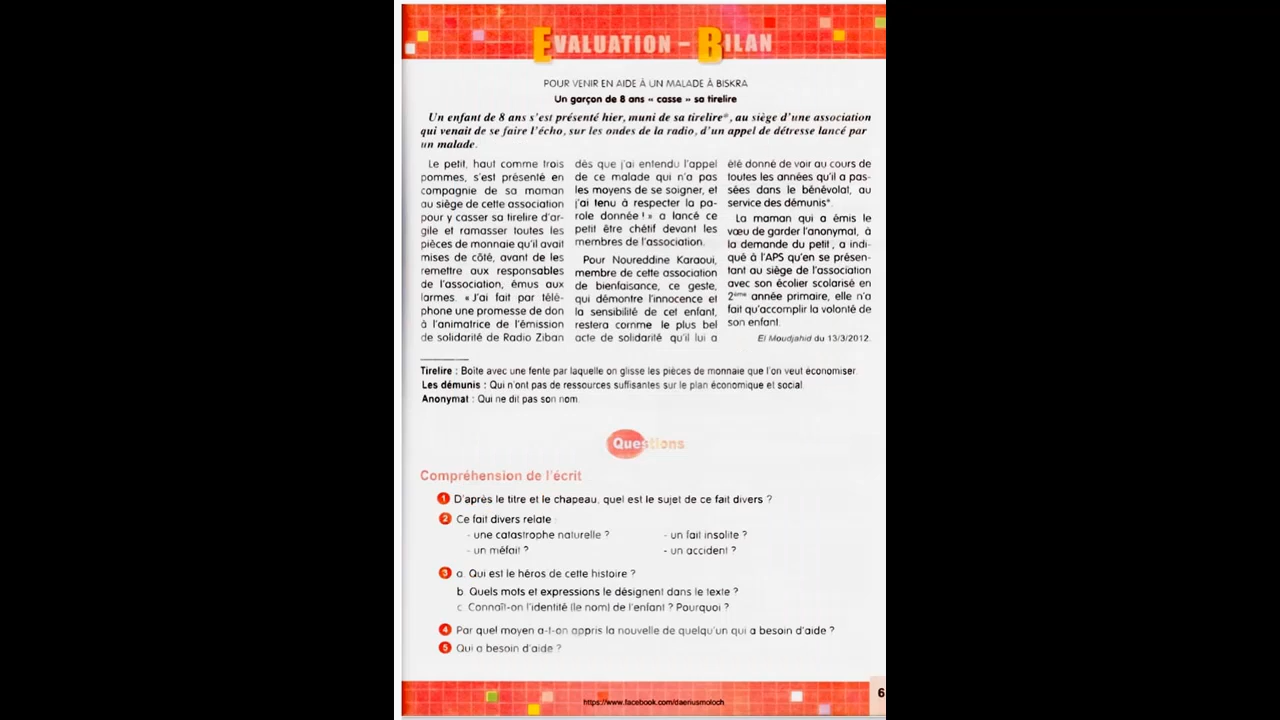 EVALUATION – BILAN
POUR VENIR EN AIDE À UN MALADE À BISKRA
Un garçon de 8 ans « casse » sa tirelire
Un enfant de 8 ans s'est présenté hier, muni de sa tirelire*, au siège d'une association
qui venait de se faire l'écho, sur les ondes de la radio, d'un appel de détresse lancé par
un malade.
Le petit, haut comme trois
pommes, s'est présenté en
compagnie de sa maman
au siège de cette association
pour y casser sa tirelire d'ar-
gile et ramasser toutes les
pièces de monnaie qu'il avait
mises de côté, avant de les
remettre aux responsables
de l'association, émus aux
larmes. « J'ai fait par télé-
phone une promesse de don
à l'animatrice de l'émission
de solidarité de Radio Ziban
dès que j'ai entendu l'appel
de ce malade qui n'a pas
les moyens de se soigner, et
j'ai tenu à respecter la pa-
role donnée ! » a lancé ce
petit être chétif devant les
membres de l'association.
Pour Noureddine Karaoui,
membre de cette association
de bienfaisance, ce geste,
qui démontre l'innocence et
la sensibilité de cet enfant,
restera comme le plus bel
acte de solidarité qu'il lui a
été donné de voir au cours de
toutes les années qu'il a pas-
sées dans le bénévolat, au
service des démunis*.
La maman qui a émis le
vœu de garder l'anonymat, à
la demande du petit, a indi-
qué à l'APS qu'en se présen-
tant au siège de l'association
avec son écolier scolarisé en
2ème année primaire, elle n'a
fait qu'accomplir la volonté de
son enfant.
El Moudjahid du 13/3/2012.
Tirelire : Boîte avec une fente par laquelle on glisse les pièces de monnaie que l'on veut économiser.
Les démunis : Qui n'ont pas de ressources suffisantes sur le plan économique et social.
Anonymat : Qui ne dit pas son nom.
Questions
Compréhension de l'écrit
1 D'après le titre et le chapeau, quel est le sujet de ce fait divers ?
2 Ce fait divers relate :
- une catastrophe naturelle ? - un fait insolite ?
- un méfait ? - un accident ?
3 a. Qui est le héros de cette histoire ?
b. Quels mots et expressions le désignent dans le texte ?
c. Connaît-on l'identité (le nom) de l'enfant ? Pourquoi ?
4 Par quel moyen a-t-on appris la nouvelle de quelqu'un qui a besoin d'aide ?
5 Qui a besoin d'aide ?
6
https://www.facebook.com/daeriusmoloch